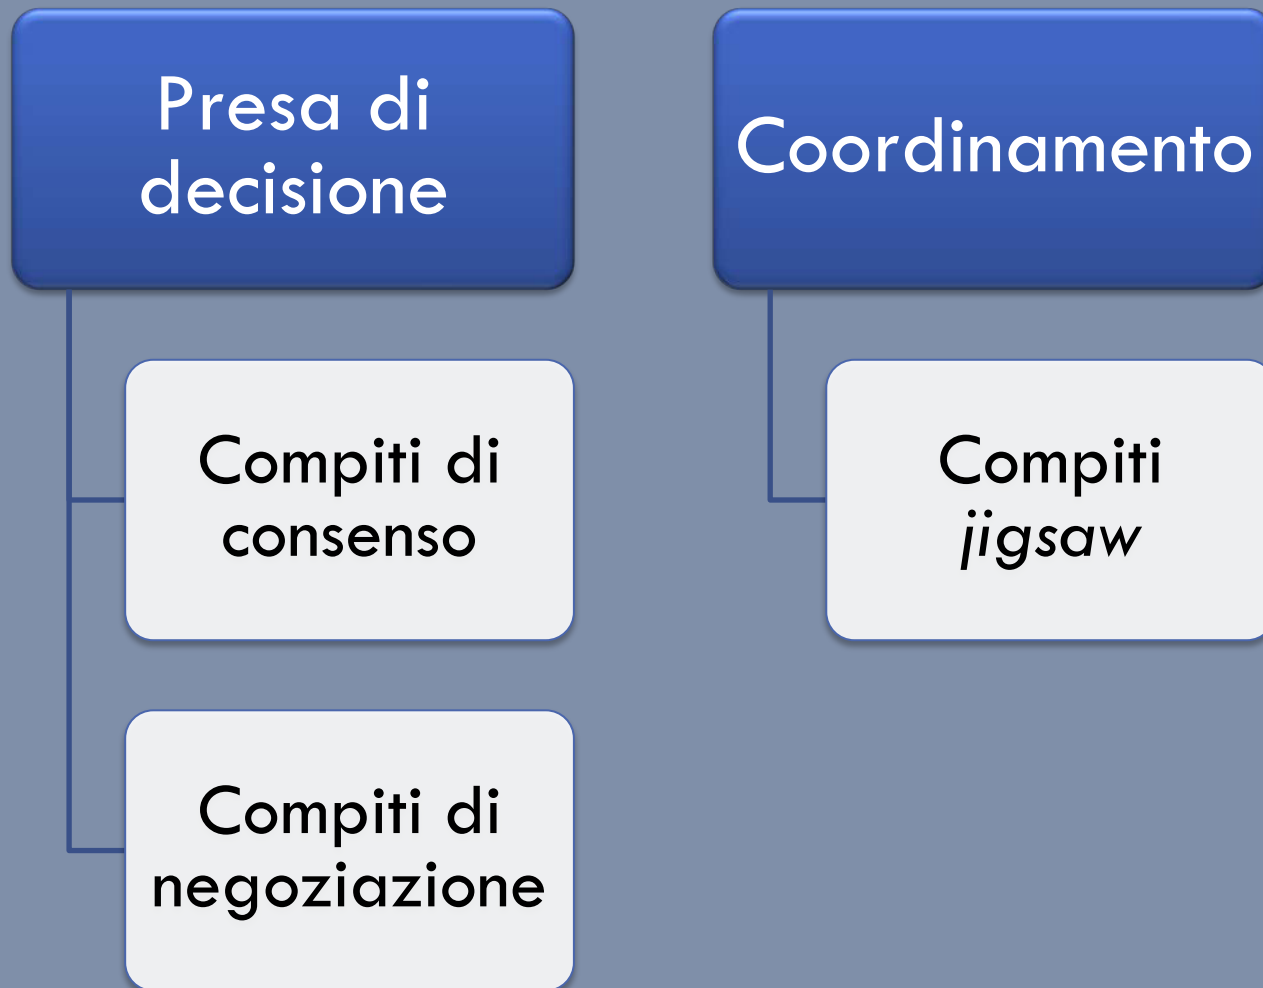 Presa di
decisione
Compiti di
consenso
Compiti di
negoziazione
Coordinamento
Compiti
jigsaw